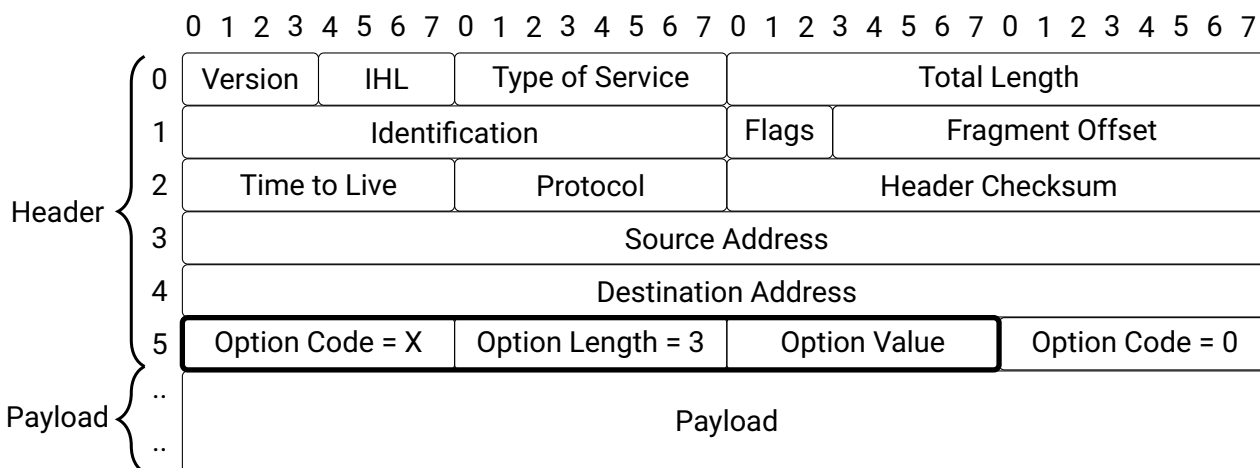 0 1 2 3 4 5 6 7 0 1 2 3 4 5 6 7 0 1 2 3 4 5 6 7 0 1 2 3 4 5 6 7
0 Version IHL Type of Service Total Length
1 Identification Flags Fragment Offset
2 Time to Live Protocol Header Checksum
Header
3 Source Address
4 Destination Address
5 Option Code = X Option Length = 3 Option Value Option Code = 0
..
Payload Payload
..